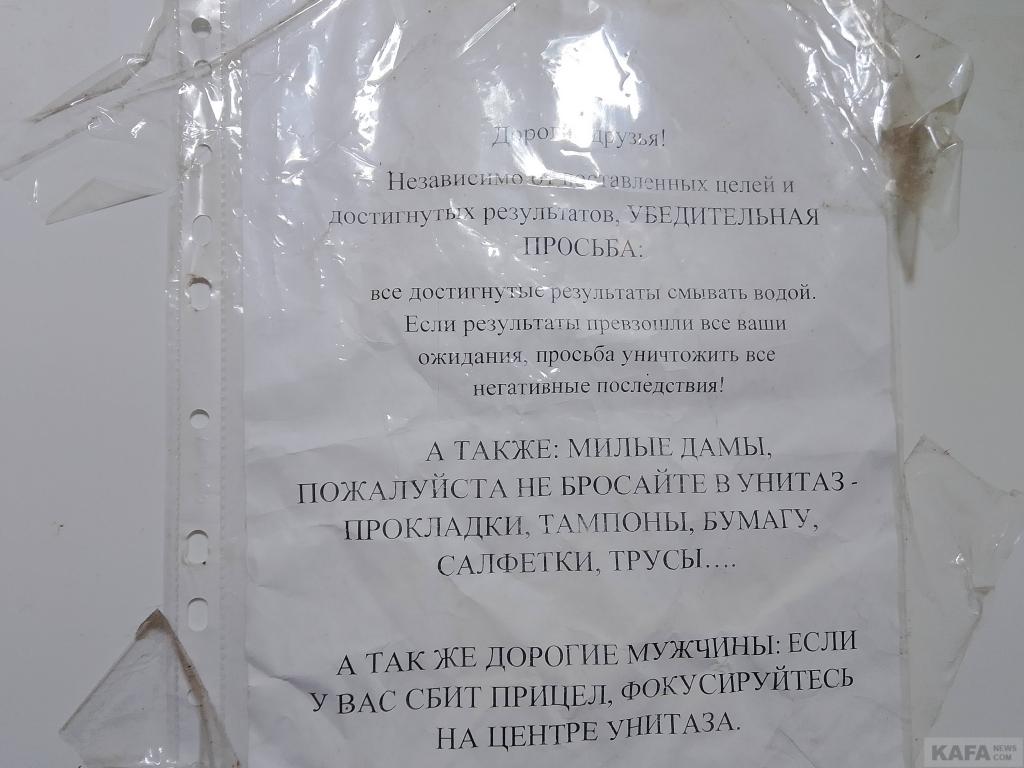 Дорогие друзья!
Независимо от поставленных целей и
достигнутых результатов, УБЕДИТЕЛЬНАЯ
ПРОСЬБА:
все достигнутые результаты смывать водой.
Если результаты превзошли все ваши
ожидания, просьба уничтожить все
негативные последствия!
А ТАКЖЕ: МИЛЫЕ ДАМЫ,
ПОЖАЛУЙСТА НЕ БРОСАЙТЕ В УНИТАЗ -
ПРОКЛАДКИ, ТАМПОНЫ, БУМАГУ,
САЛФЕТКИ, ТРУСЫ….
А ТАК ЖЕ ДОРОГИЕ МУЖЧИНЫ: ЕСЛИ
У ВАС СБИТ ПРИЦЕЛ, ФОКУСИРУЙТЕСЬ
НА ЦЕНТРЕ УНИТАЗА.
KAFA NEWS.COM